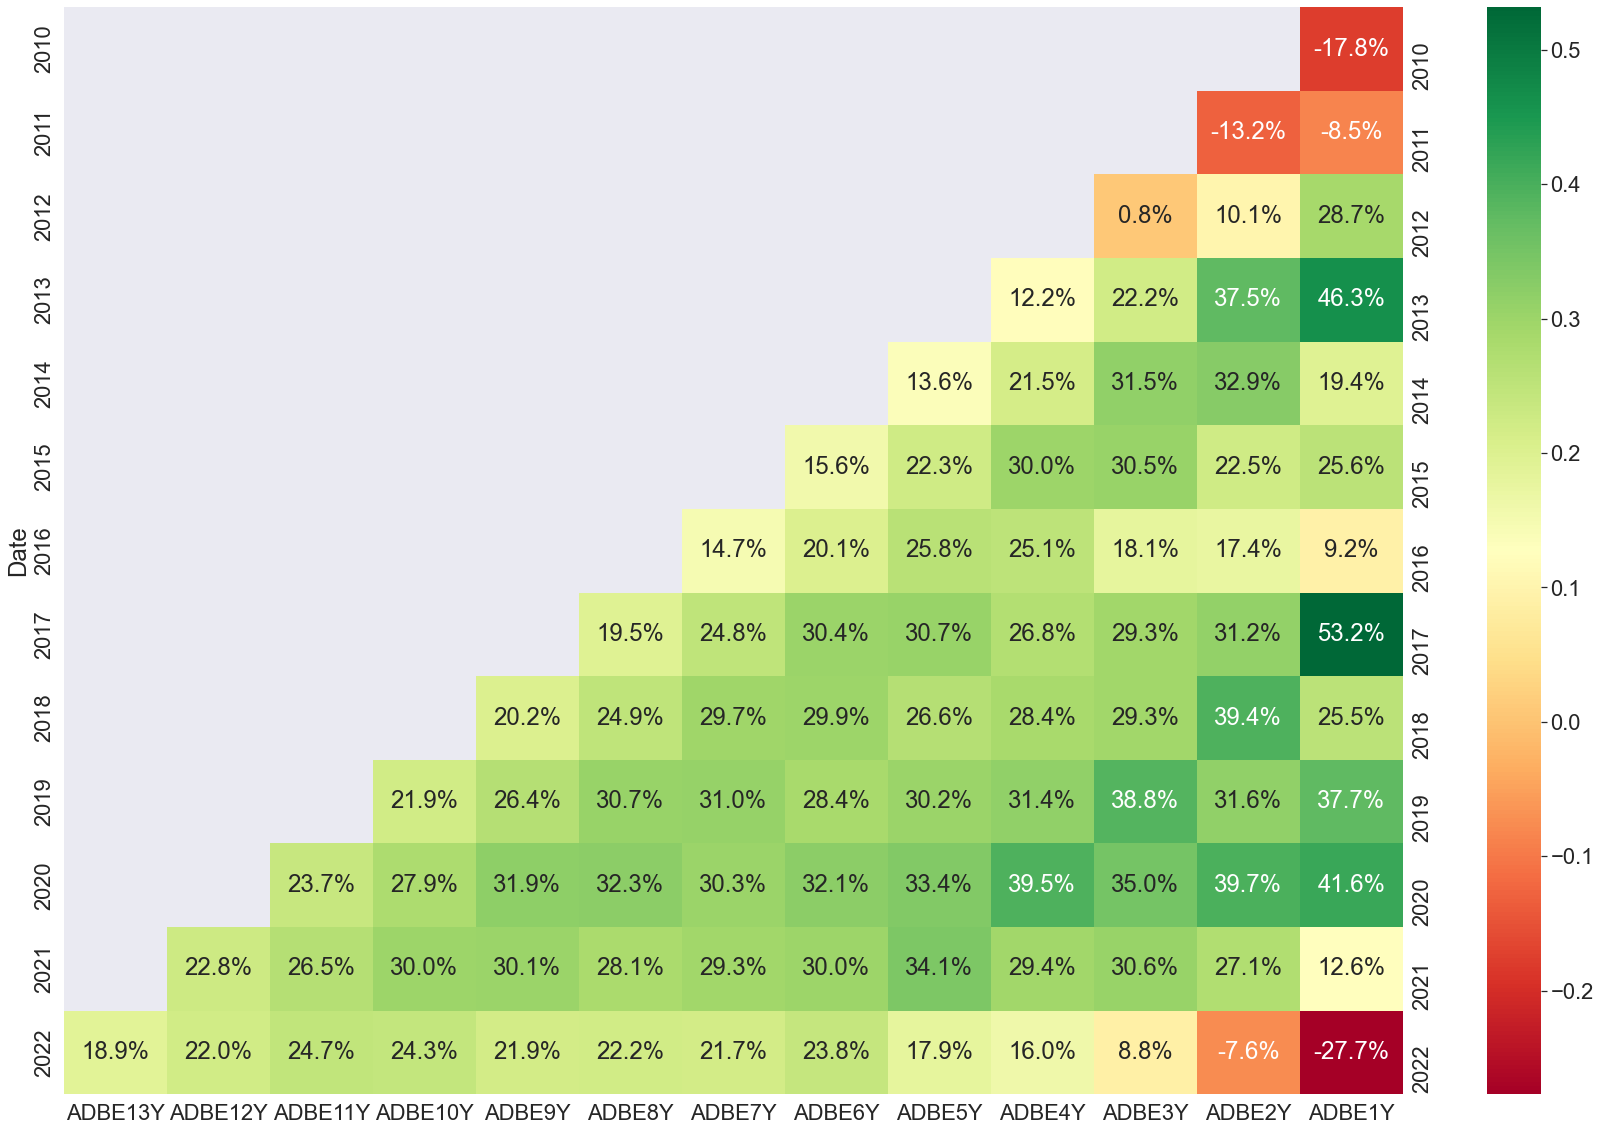 2010 -17.8% 2010
2011 -13.2% -8.5% 2011
2012 0.8% 10.1% 28.7% 2012
2013 12.2% 22.2% 37.5% 46.3% 2013
2014 13.6% 21.5% 31.5% 32.9% 19.4% 2014
2015 15.6% 22.3% 30.0% 30.5% 22.5% 25.6% 2015
Date
2016 14.7% 20.1% 25.8% 25.1% 18.1% 17.4% 9.2% 2016
2017 19.5% 24.8% 30.4% 30.7% 26.8% 29.3% 31.2% 53.2% 2017
2018 20.2% 24.9% 29.7% 29.9% 26.6% 28.4% 29.3% 39.4% 25.5% 2018
2019 21.9% 26.4% 30.7% 31.0% 28.4% 30.2% 31.4% 38.8% 31.6% 37.7% 2019
2020 23.7% 27.9% 31.9% 32.3% 30.3% 32.1% 33.4% 39.5% 35.0% 39.7% 41.6% 2020
2021 22.8% 26.5% 30.0% 30.1% 28.1% 29.3% 30.0% 34.1% 29.4% 30.6% 27.1% 12.6% 2021
2022 18.9% 22.0% 24.7% 24.3% 21.9% 22.2% 21.7% 23.8% 17.9% 16.0% 8.8% -7.6% -27.7% 2022
ADBE13Y ADBE12Y ADBE11Y ADBE10Y ADBE9Y ADBE8Y ADBE7Y ADBE6Y ADBE5Y ADBE4Y ADBE3Y ADBE2Y ADBE1Y
0.5
0.4
0.3
0.2
0.1
0.0
−0.1
−0.2